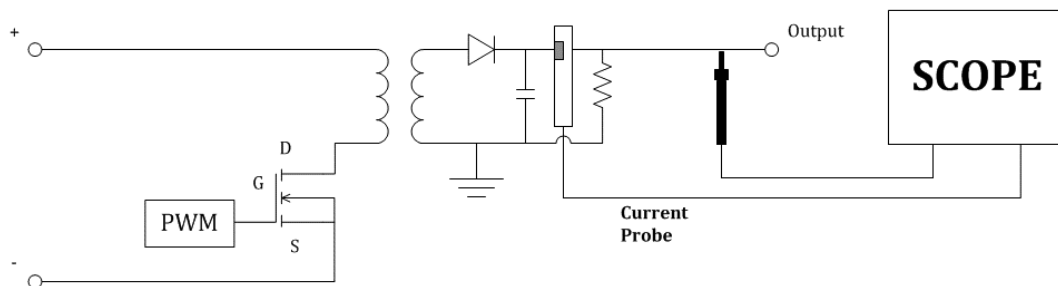 +
Output
SCOPE
D
G
PWM
S
Current
Probe
-